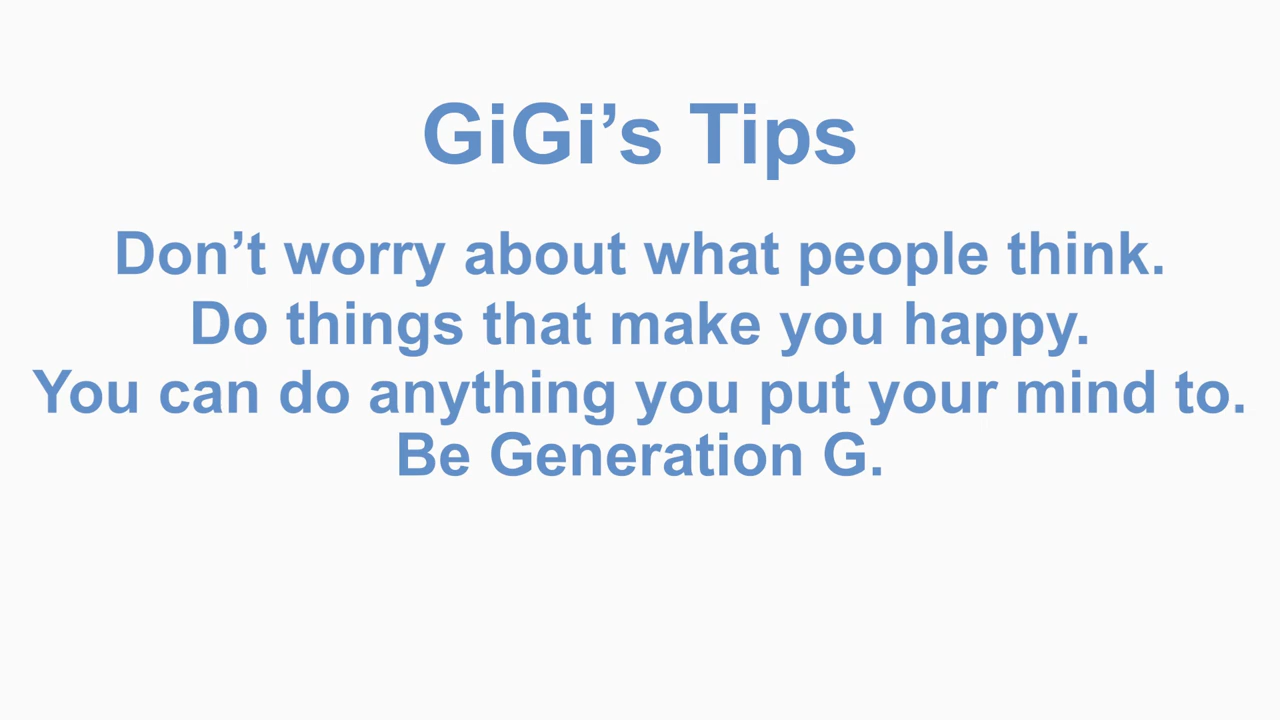 GiGi’s Tips
Don’t worry about what people think.
Do things that make you happy.
You can do anything you put your mind to.
Be Generation G.